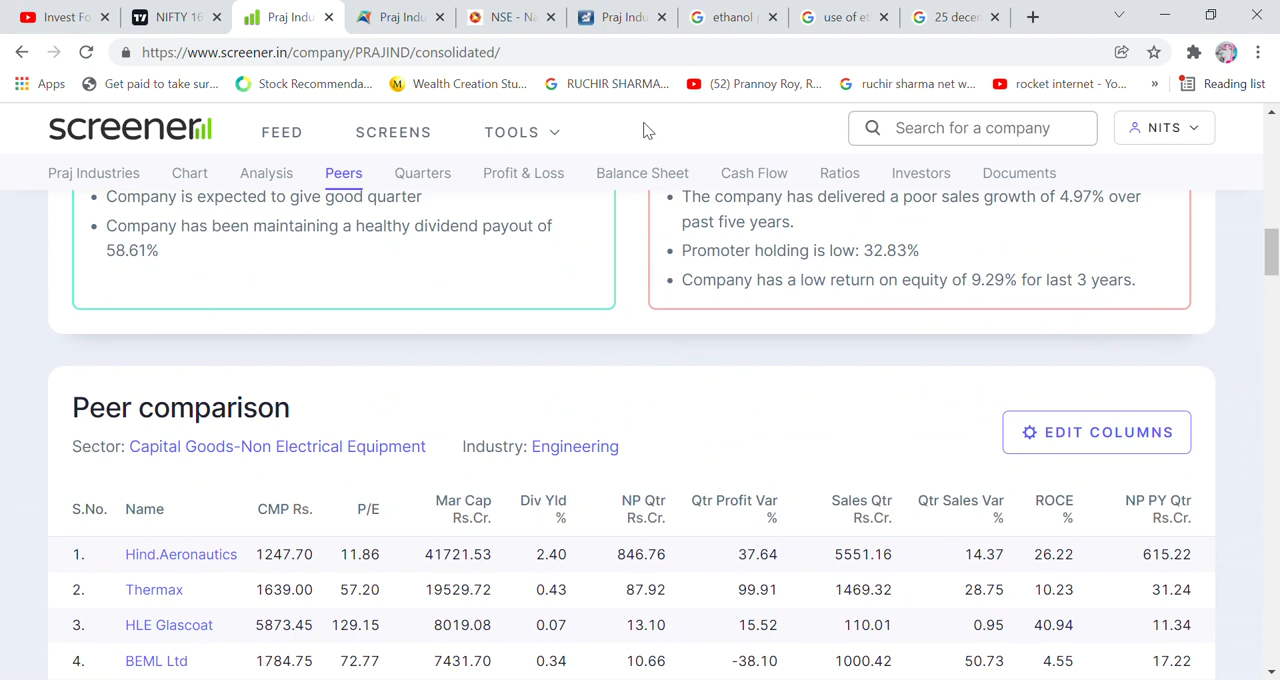 Invest Fo
NIFTY 16
Praj Indu
Praj Indu
NSE - Na
Praj Indu
ethanol p
use of et
25 decem
https://www.screener.in/company/PRAJIND/consolidated/
Apps
Get paid to take sur...
Stock Recommenda...
Wealth Creation Stu...
RUCHIR SHARMA...
(52) Prannoy Roy, R...
ruchir sharma net w...
rocket internet - Yo...
»
Reading list
screener
FEED
SCREENS
TOOLS
Search for a company
NITS
Praj Industries
Chart
Analysis
Peers
Quarters
Profit & Loss
Balance Sheet
Cash Flow
Ratios
Investors
Documents
• Company is expected to give good quarter
• Company has been maintaining a healthy dividend payout of
58.61%
• The company has delivered a poor sales growth of 4.97% over
past five years.
• Promoter holding is low: 32.83%
• Company has a low return on equity of 9.29% for last 3 years.
Peer comparison
Sector: Capital Goods-Non Electrical Equipment Industry: Engineering
EDIT COLUMNS
S.No. Name CMP Rs. P/E Mar Cap Rs.Cr. Div Yld % NP Qtr Rs.Cr. Qtr Profit Var % Sales Qtr Rs.Cr. Qtr Sales Var % ROCE % NP PY Qtr Rs.Cr.
1. Hind.Aeronautics 1247.70 11.86 41721.53 2.40 846.76 37.64 5551.16 14.37 26.22 615.22
2. Thermax 1639.00 57.20 19529.72 0.43 87.92 99.91 1469.32 28.75 10.23 31.24
3. HLE Glascoat 5873.45 129.15 8019.08 0.07 13.10 15.52 110.01 0.95 40.94 11.34
4. BEML Ltd 1784.75 72.77 7431.70 0.34 10.66 -38.10 1000.42 50.73 4.55 17.22